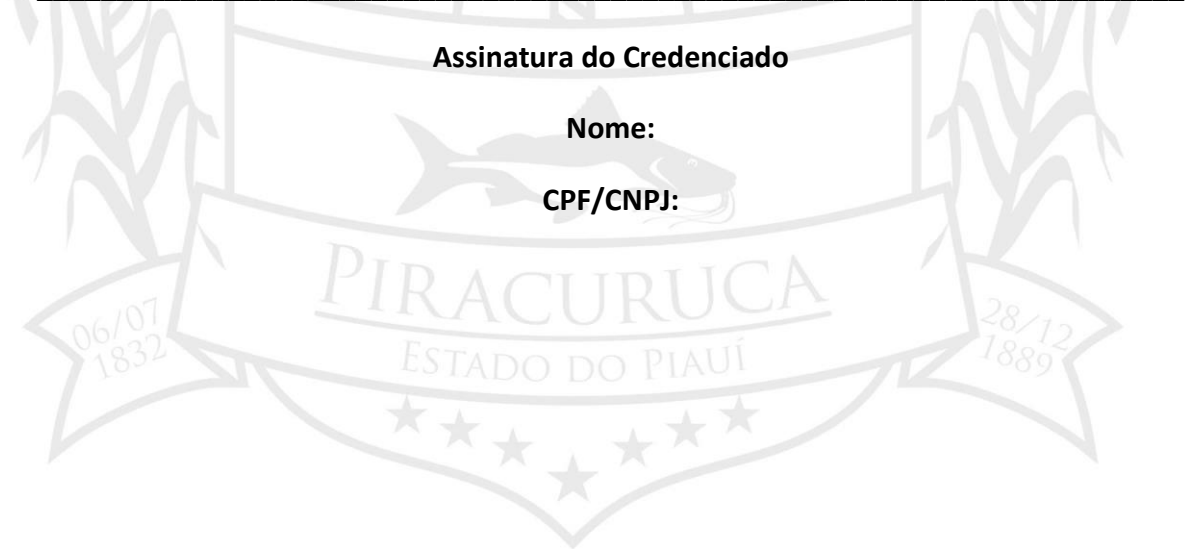 Assinatura do Credenciado
Nome:
CPF/CNPJ:
PIRACURUCA
ESTADO DO PIAUÍ
06/07
1832
28/12
1889